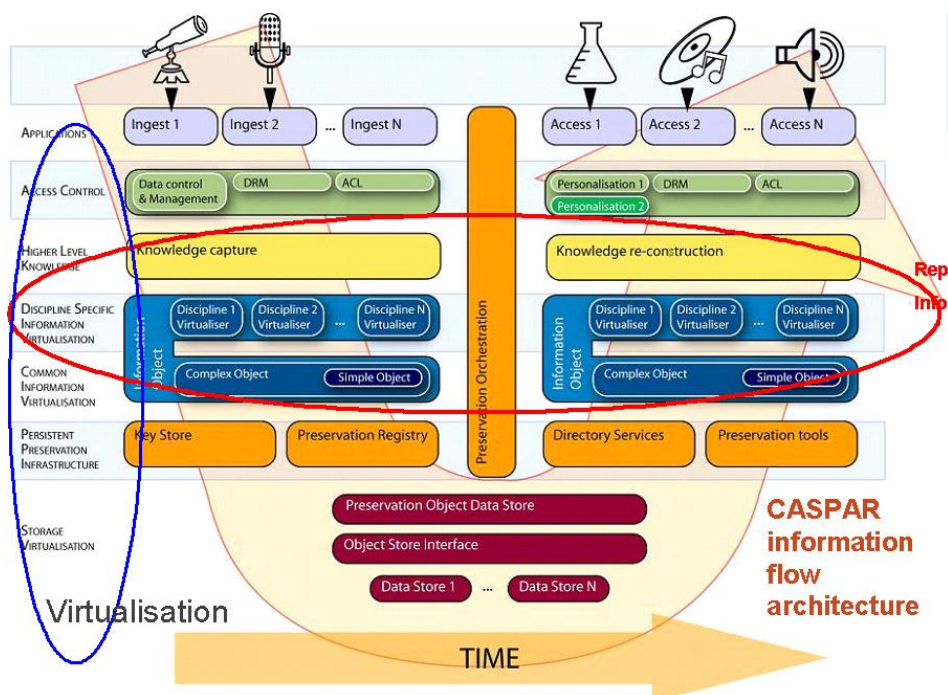 APPLICATIONS
Ingest 1
Ingest 2
...
Ingest N
Access 1
Access 2
...
Access N
ACCESS CONTROL
Data control
& Management
DRM
ACL
Personalisation 1
Personalisation 2
DRM
ACL
HIGHER LEVEL
KNOWLEDGE
Knowledge capture
Knowledge re-construction
Rep
Info
DISCIPLINE SPECIFIC
INFORMATION
VIRTUALISATION
Information
Object
Discipline 1
Virtualiser
Discipline 2
Virtualiser
...
Discipline N
Virtualiser
Information
Object
Discipline 1
Virtualiser
Discipline 2
Virtualiser
...
Discipline N
Virtualiser
COMMON
INFORMATION
VIRTUALISATION
Complex Object
Simple Object
Complex Object
Simple Object
Preservation Orchestration
PERSISTENT
PRESERVATION
INFRASTRUCTURE
Key Store
Preservation Registry
Directory Services
Preservation tools
STORAGE
VIRTUALISATION
Preservation Object Data Store
Object Store Interface
Data Store 1
...
Data Store N
CASPAR
information
flow
architecture
Virtualisation
TIME